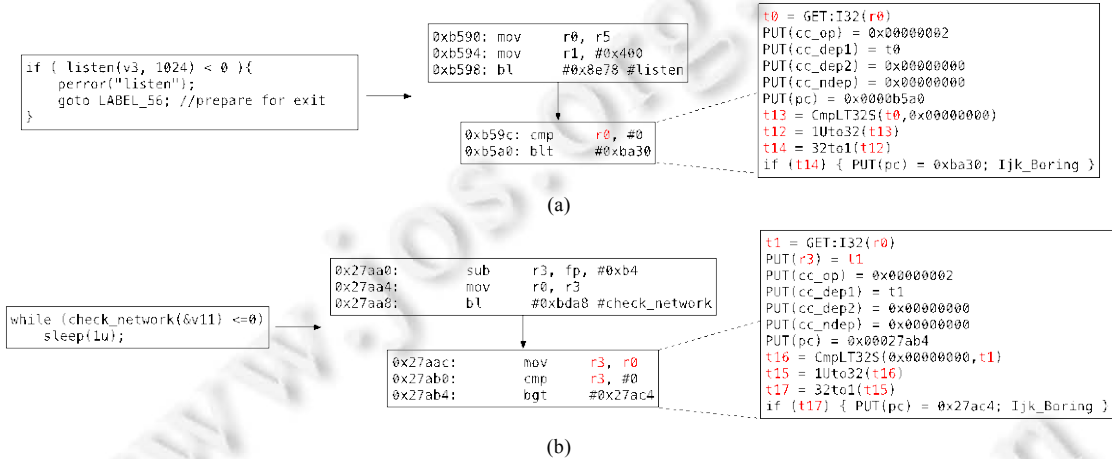 if ( listen(v3, 1024) < 0 ){
perror("listen");
goto LABEL_56; //prepare for exit
}
0xb590: mov r0, r5
0xb594: mov r1, #0x400
0xb598: bl #0x8e78 #listen
0xb59c: cmp r0, #0
0xb5a0: blt #0xba30
t0 = GET:I32(r0)
PUT(cc_op) = 0x00000002
PUT(cc_dep1) = t0
PUT(cc_dep2) = 0x00000000
PUT(cc_ndep) = 0x00000000
PUT(pc) = 0x0000b5a0
t13 = CmpLT32S(t0,0x00000000)
t12 = 1Uto32(t13)
t14 = 32to1(t12)
if (t14) { PUT(pc) = 0xba30; Ijk_Boring }
(a)
while (check_network(&v11) <=0)
sleep(1u);
0x27aa0: sub r3, fp, #0xb4
0x27aa4: mov r0, r3
0x27aa8: bl #0xbda8 #check_network
0x27aac: mov r3, r0
0x27ab0: cmp r3, #0
0x27ab4: bgt #0x27ac4
t1 = GET:I32(r0)
PUT(r3) = t1
PUT(cc_op) = 0x00000002
PUT(cc_dep1) = t1
PUT(cc_dep2) = 0x00000000
PUT(cc_ndep) = 0x00000000
PUT(pc) = 0x00027ab4
t16 = CmpLT32S(0x00000000,t1)
t15 = 1Uto32(t16)
t17 = 32to1(t15)
if (t17) { PUT(pc) = 0x27ac4; Ijk_Boring }
(b)
www.jos.org.